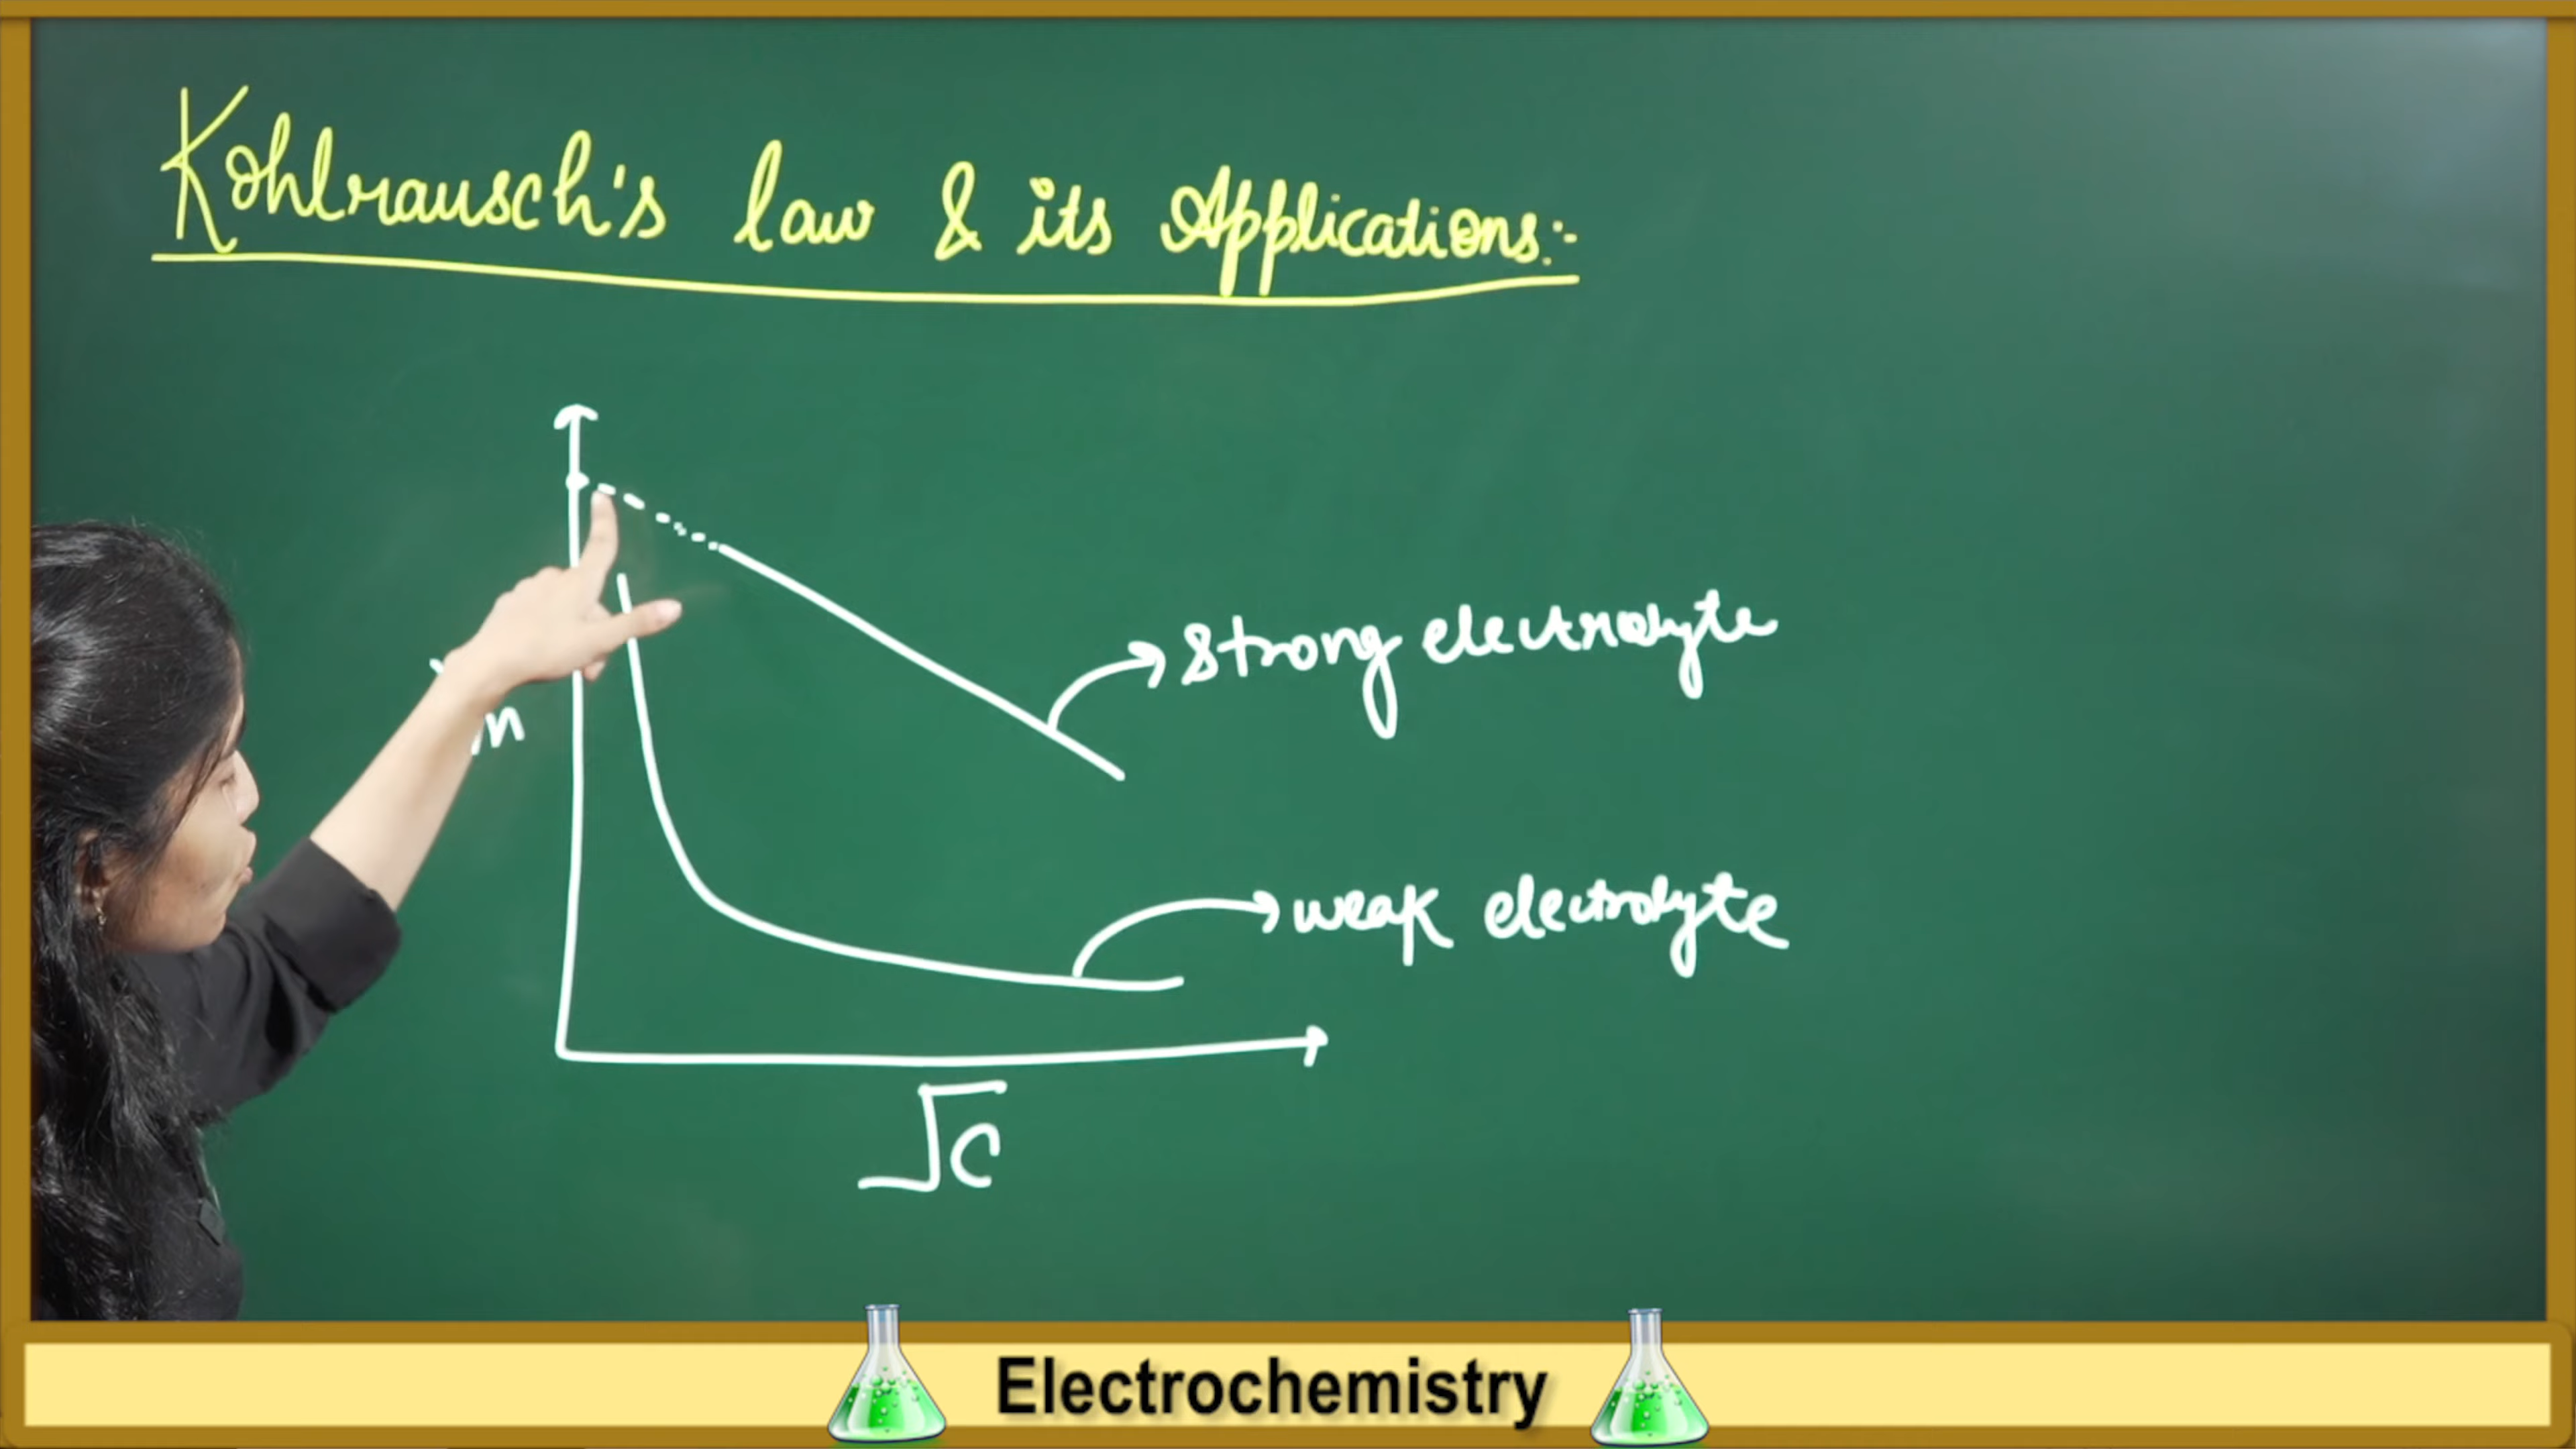 Kohlrausch's law & its Applications:-
strong electrolyte
m
weak electrolyte
√C
Electrochemistry